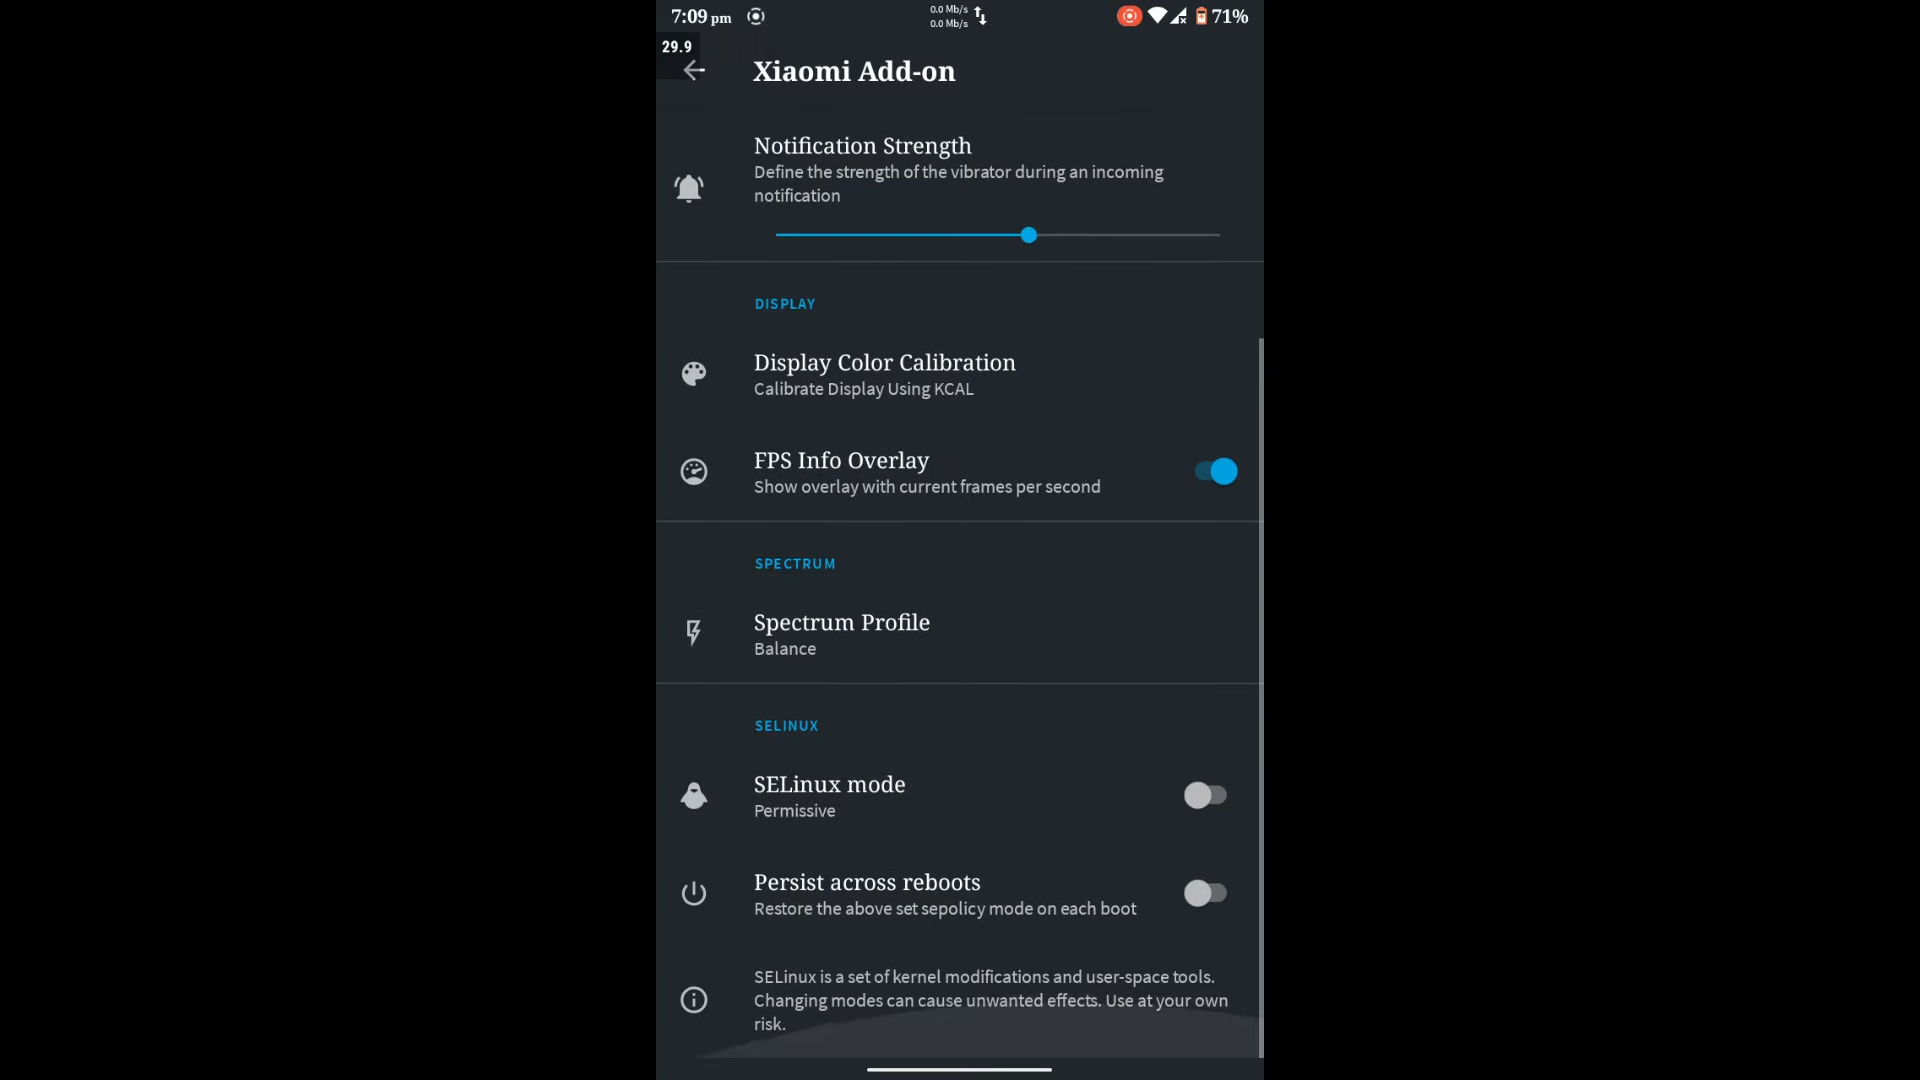 7:09 pm
0.0 Mb/s
0.0 Mb/s
71%
29.9
Xiaomi Add-on
Notification Strength
Define the strength of the vibrator during an incoming
notification
DISPLAY
Display Color Calibration
Calibrate Display Using KCAL
FPS Info Overlay
Show overlay with current frames per second
SPECTRUM
Spectrum Profile
Balance
SELINUX
SELinux mode
Permissive
Persist across reboots
Restore the above set sepolicy mode on each boot
SELinux is a set of kernel modifications and user-space tools.
Changing modes can cause unwanted effects. Use at your own
risk.